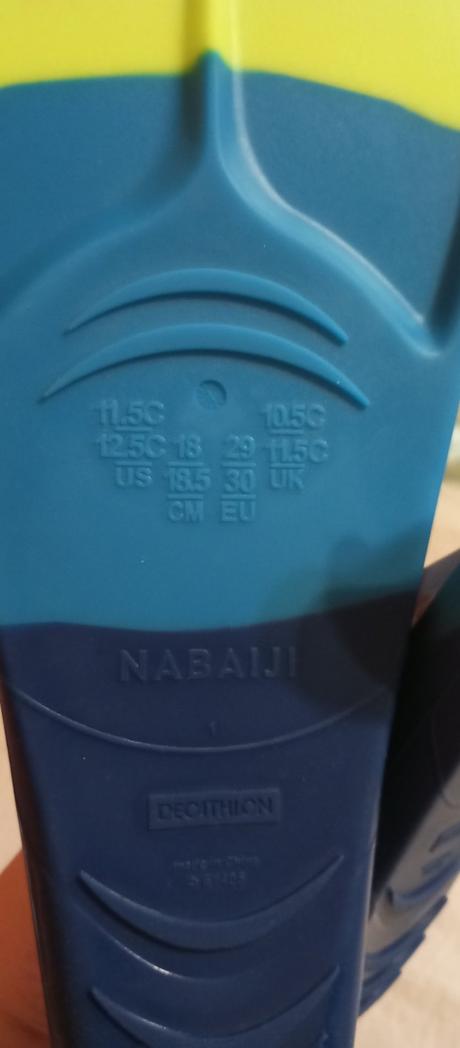 11.5C
12.5C
US
18
18.5
CM
29
30
EU
10.5C
11.5C
UK
NABAIJI
1
DECATHLON
made in China